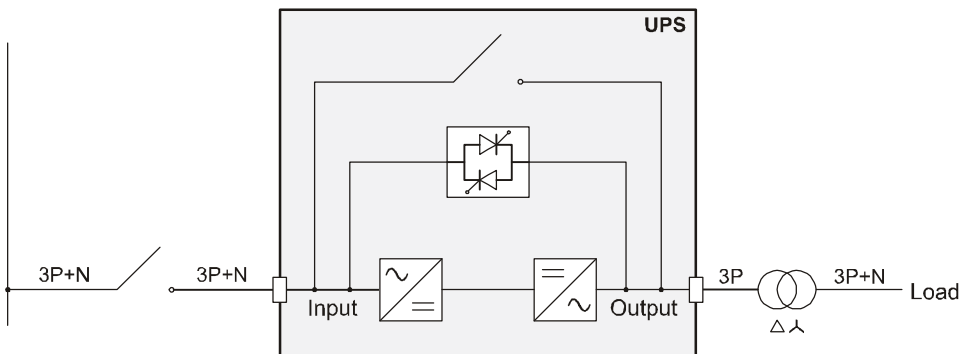 UPS
3P+N
3P+N
Input
Output
3P
3P+N
Load